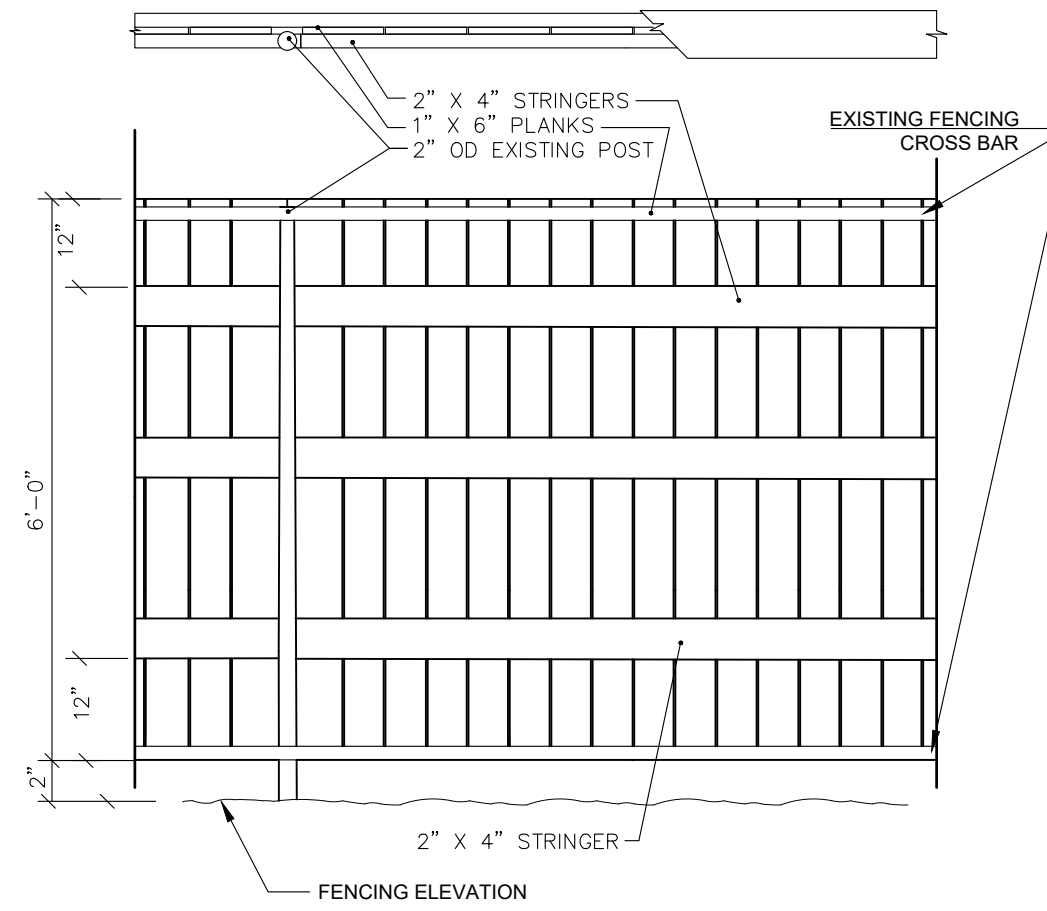 2” X 4” STRINGERS
1” X 6” PLANKS
2” OD EXISTING POST
EXISTING FENCING
CROSS BAR
12”
6’-0”
12”
2”
2” X 4” STRINGER
FENCING ELEVATION